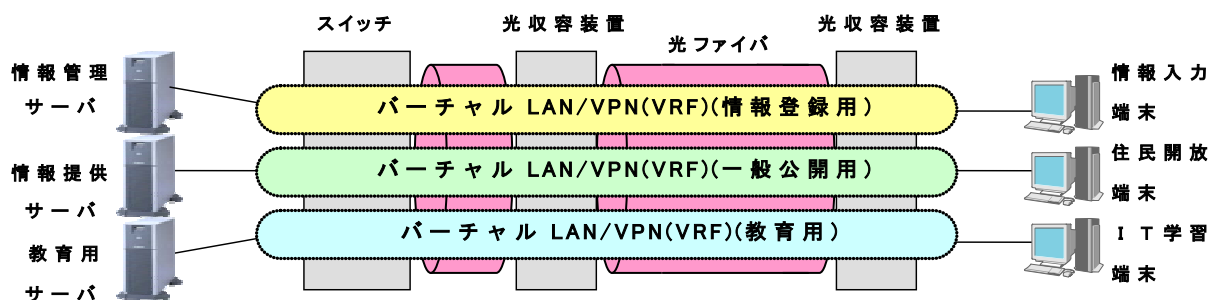 スイッチ
光収容装置
光ファイバ
光収容装置
情報管理
サーバ
バーチャル LAN/VPN(VRF)(情報登録用)
情報入力
端末
情報提供
サーバ
バーチャル LAN/VPN(VRF)(一般公開用)
住民開放
端末
教育用
サーバ
バーチャル LAN/VPN(VRF)(教育用)
ＩＴ学習
端末